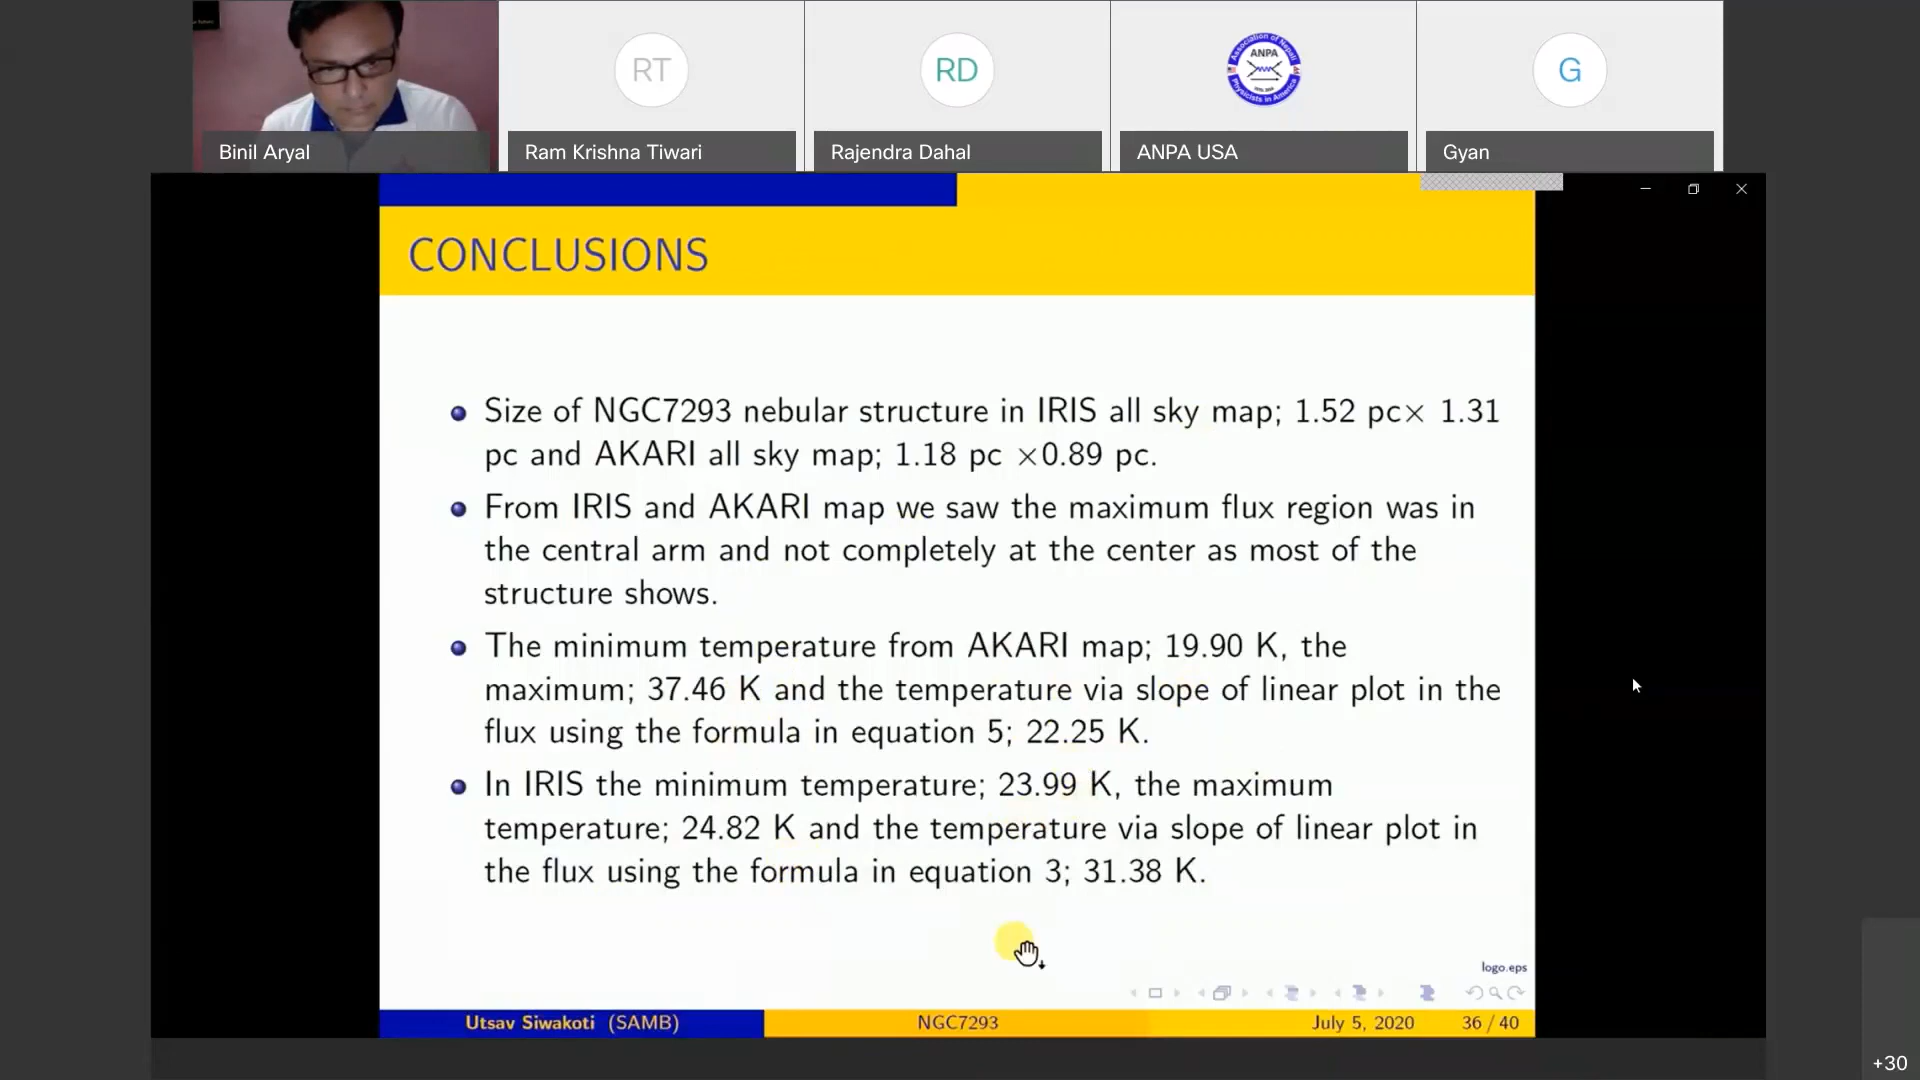 RT
RD
Association of Nepali
ANPA
Physicists in America
G
Binil Aryal
Ram Krishna Tiwari
Rajendra Dahal
ANPA USA
Gyan
CONCLUSIONS
Size of NGC7293 nebular structure in IRIS all sky map; 1.52 pc× 1.31
pc and AKARI all sky map; 1.18 pc ×0.89 pc.
From IRIS and AKARI map we saw the maximum flux region was in
the central arm and not completely at the center as most of the
structure shows.
The minimum temperature from AKARI map; 19.90 K, the
maximum; 37.46 K and the temperature via slope of linear plot in the
flux using the formula in equation 5; 22.25 K.
In IRIS the minimum temperature; 23.99 K, the maximum
temperature; 24.82 K and the temperature via slope of linear plot in
the flux using the formula in equation 3; 31.38 K.
logo.eps
Utsav Siwakoti (SAMB)
NGC7293
July 5, 2020
36 / 40
+30